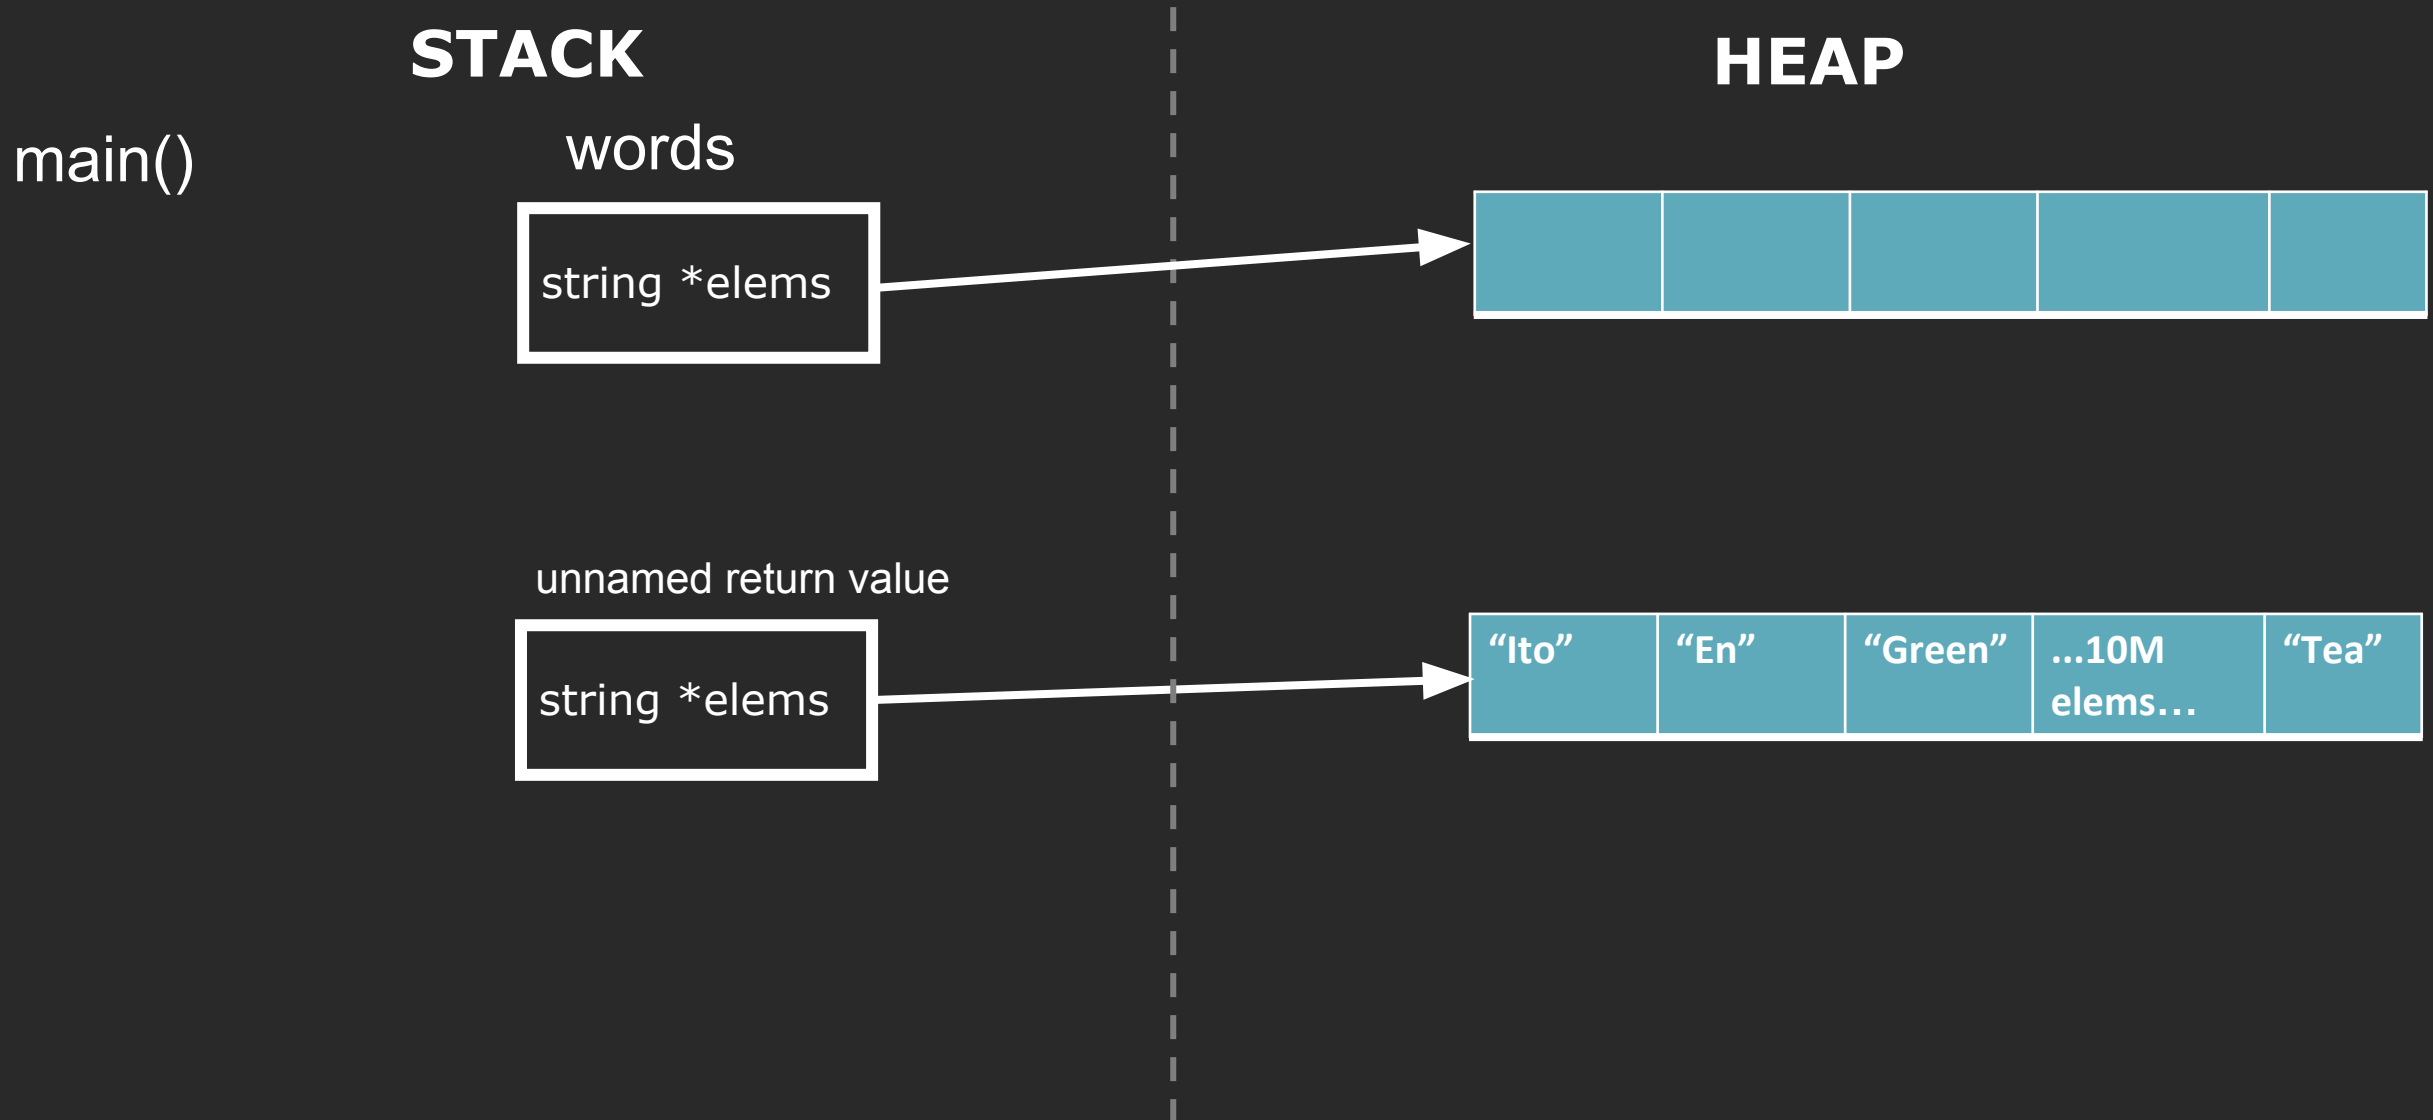 STACK
HEAP
main()
words
string *elems
unnamed return value
string *elems
“Ito”
“En”
“Green”
...10M
elems…
“Tea”